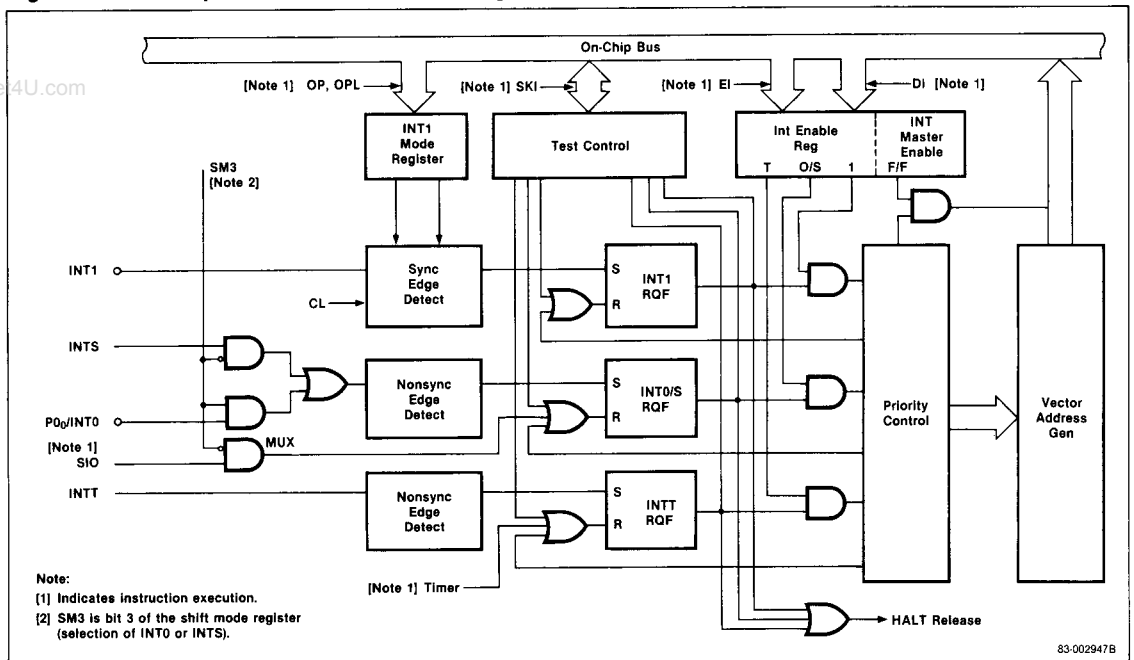 On-Chip Bus
et4U.com
[Note 1] OP, OPL
[Note 1] SKI
[Note 1] EI
DI [Note 1]
INT1
Mode
Register
Test Control
Int Enable
Reg
T O/S 1
INT
Master
Enable
F/F
SM3
[Note 2]
INT1
CL
Sync
Edge
Detect
S
R
INT1
RQF
INTS
P0₀/INT0
[Note 1]
SIO
MUX
Nonsync
Edge
Detect
S
R
INT0/S
RQF
Priority
Control
Vector
Address
Gen
INTT
Nonsync
Edge
Detect
S
R
INTT
RQF
[Note 1] Timer
HALT Release
Note:
[1] Indicates instruction execution.
[2] SM3 is bit 3 of the shift mode register
(selection of INT0 or INTS).
83-002947B